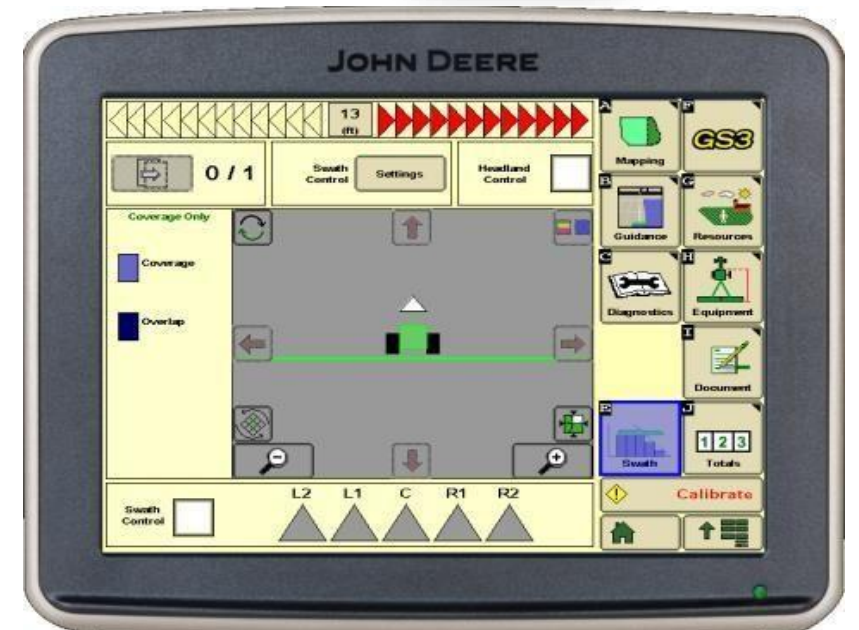 JOHN DEERE
13
(ft)
0 / 1
Swath
Control
Settings
Headland
Control
Coverage Only
Coverage
Overlap
L2 L1 C R1 R2
Swath
Control
A
Mapping
F
GS3
B
Guidance
G
Resources
C
Diagnostics
H
Equipment
I
Document
E
Swath
J
1 2 3
Totals
Calibrate